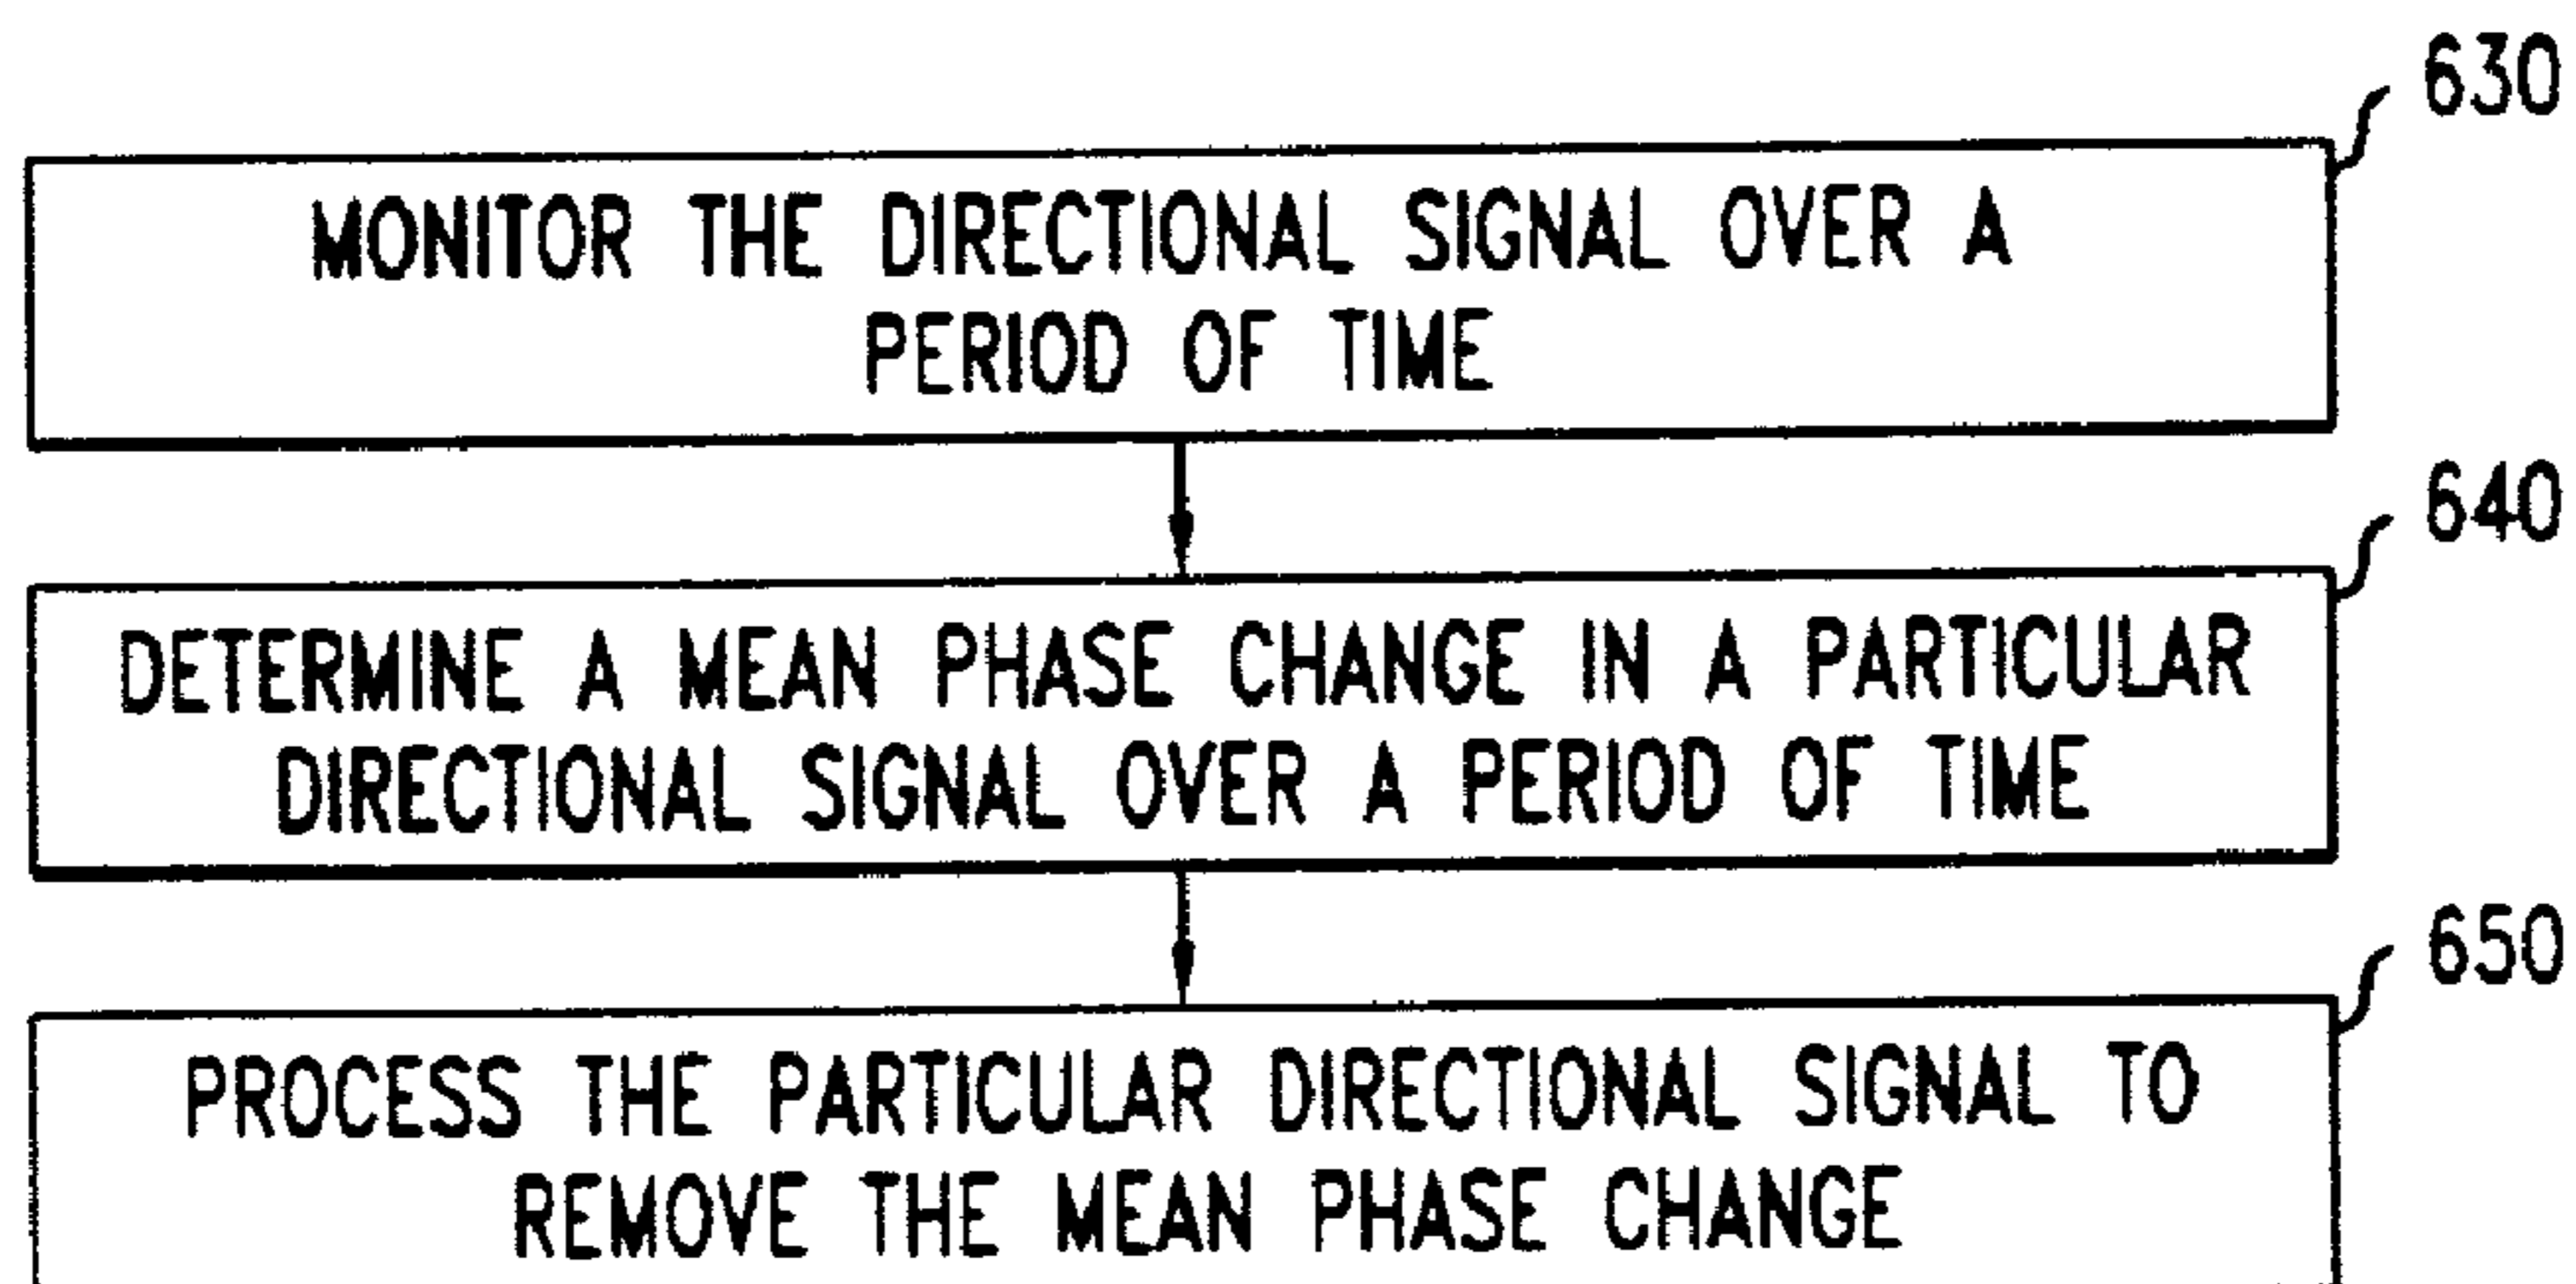 630
MONITOR THE DIRECTIONAL SIGNAL OVER A
PERIOD OF TIME
640
DETERMINE A MEAN PHASE CHANGE IN A PARTICULAR
DIRECTIONAL SIGNAL OVER A PERIOD OF TIME
650
PROCESS THE PARTICULAR DIRECTIONAL SIGNAL TO
REMOVE THE MEAN PHASE CHANGE